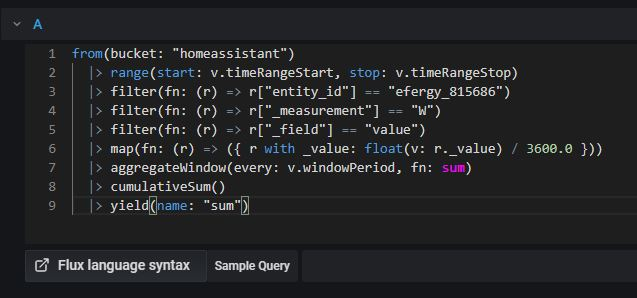 A
1 from(bucket: "homeassistant")
2 |> range(start: v.timeRangeStart, stop: v.timeRangeStop)
3 |> filter(fn: (r) => r["entity_id"] == "efergy_815686")
4 |> filter(fn: (r) => r["_measurement"] == "W")
5 |> filter(fn: (r) => r["_field"] == "value")
6 |> map(fn: (r) => ({ r with _value: float(v: r._value) / 3600.0 }))
7 |> aggregateWindow(every: v.windowPeriod, fn: sum)
8 |> cumulativeSum()
9 |> yield(name: "sum")
Flux language syntax Sample Query